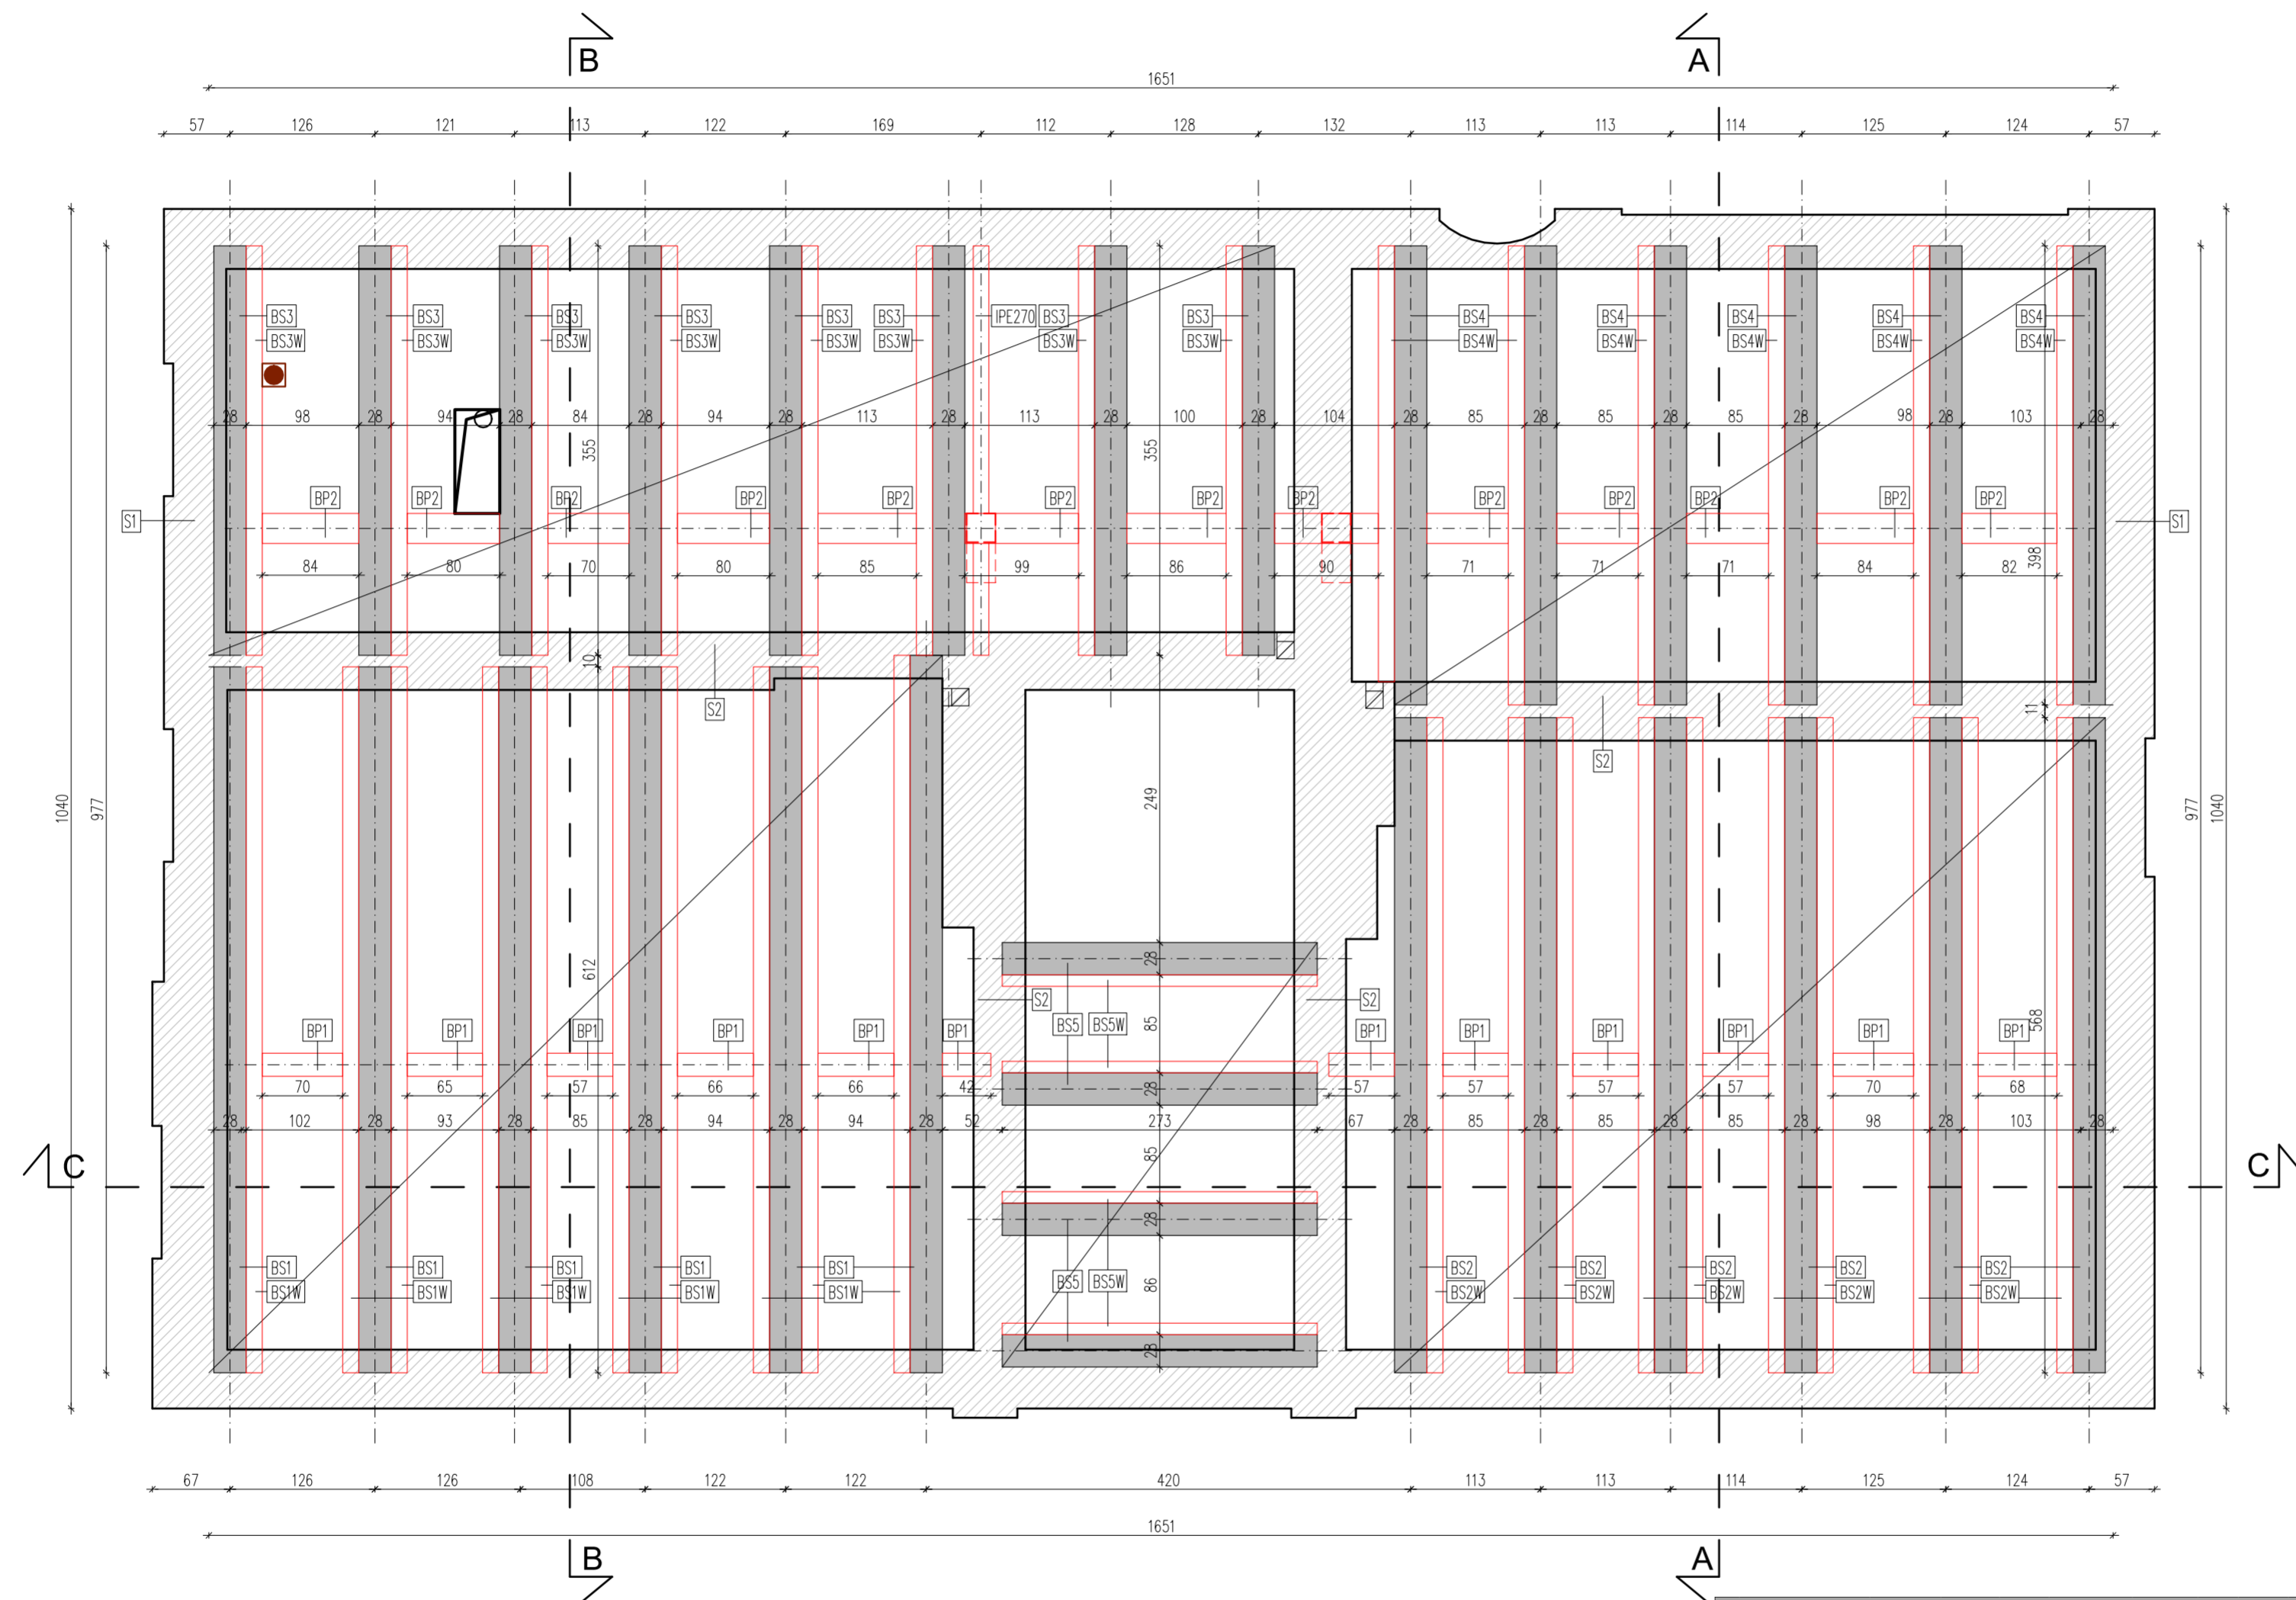 B A
1651
57 126 121 113 122 169 112 128 132 113 113 114 125 124 57
BS3 BS3 BS3 BS3 BS3 BS3 IPE270 BS3 BS3 BS4 BS4 BS4 BS4 BS4
BS3W BS3W BS3W BS3W BS3W BS3W BS3W BS3W BS4W BS4W BS4W BS4W BS4W
28 98 28 94 28 84 28 94 28 113 28 113 28 100 28 104 28 85 28 85 28 85 28 98 28 103 28
355 355
BP2 BP2 BP2 BP2 BP2 BP2 BP2 BP2 BP2 BP2 BP2 BP2 BP2
S1 S1
398
84 80 70 80 85 99 86 90 71 71 71 84 82
10
S2 11
S2
1040 977 249 977 1040
612
S2 S2
28
BS5 BS5W
85
568
BP1 BP1 BP1 BP1 BP1 BP1 BP1 BP1 BP1 BP1 BP1 BP1
70 65 57 66 66 42 28 57 57 57 57 70 68
28 102 28 93 28 85 28 94 28 94 28 52 273 67 28 85 28 85 28 85 28 98 28 103 28
85
C C
28
BS1 BS1 BS1 BS1 BS1 BS5 BS5W BS2 BS2 BS2 BS2 BS2
BS1W BS1W BS1W BS1W BS1W 86 BS2W BS2W BS2W BS2W BS2W
28
67 126 126 108 122 122 420 113 113 114 125 124 57
1651
B A